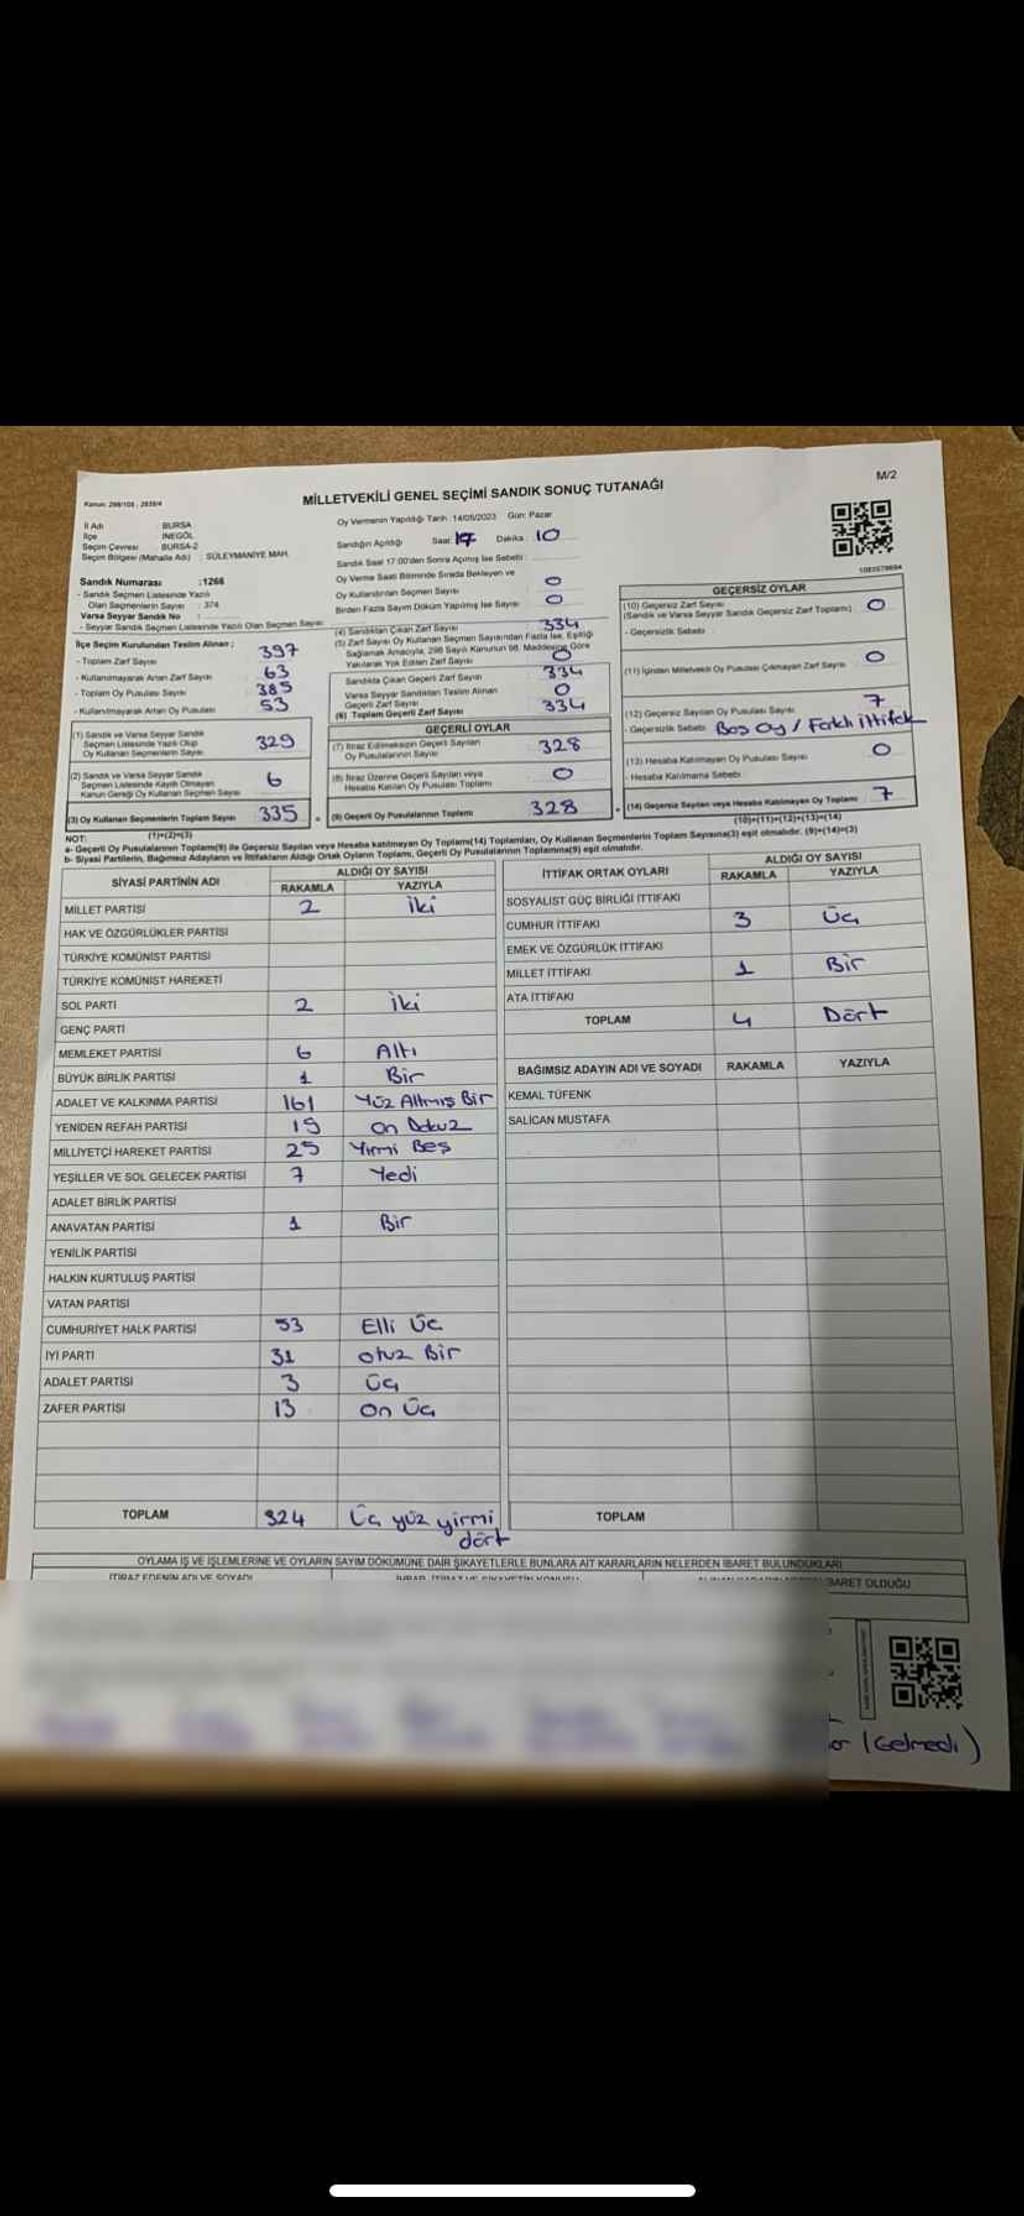 M/2
Kanun: 298/105 ; 2839/4
MİLLETVEKİLİ GENEL SEÇİMİ SANDIK SONUÇ TUTANAĞI
İl Adı BURSA
İlçe İNEGÖL
Seçim Çevresi BURSA-2
Seçim Bölgesi (Mahalle Adı) : SÜLEYMANİYE MAH.
Sandık Numarası :1266
- Sandık Seçmen Listesinde Yazılı
Olan Seçmenlerin Sayısı : 374
Varsa Seyyar Sandık No :
- Seyyar Sandık Seçmen Listesinde Yazılı Olan Seçmen Sayısı
İlçe Seçim Kurulundan Teslim Alınan ;
- Toplam Zarf Sayısı 397
- Kullanılmayarak Artan Zarf Sayısı 63
- Toplam Oy Pusulası Sayısı 385
- Kullanılmayarak Artan Oy Pusulası 53
(1) Sandık ve Varsa Seyyar Sandık
Seçmen Listesinde Yazılı Olup
Oy Kullanan Seçmenlerin Sayısı 329
(2) Sandık ve Varsa Seyyar Sandık
Seçmen Listesinde Kayıtlı Olmayan
Kanun Gereği Oy Kullanan Seçmen Sayısı 6
(3) Oy Kullanan Seçmenlerin Toplam Sayısı 335
(1)+(2)=(3)
Oy Vermenin Yapıldığı Tarih :14/05/2023 Gün: Pazar
Sandığın Açıldığı Saat: 17 Dakika : 10
Sandık Saat 17:00'den Sonra Açılmış İse Sebebi :
Oy Verme Saati Bitiminde Sırada Bekleyen ve
Oy Kullandırılan Seçmen Sayısı 0
Birden Fazla Sayım Döküm Yapılmış İse Sayısı 0
(4) Sandıktan Çıkan Zarf Sayısı 334
(5) Zarf Sayısı Oy Kullanan Seçmen Sayısından Fazla İse, Eşitliği
Sağlamak Amacıyla, 298 Sayılı Kanunun 98. Maddesine Göre
Yakılarak Yok Edilen Zarf Sayısı 0
Sandıkta Çıkan Geçerli Zarf Sayısı 334
Varsa Seyyar Sandıktan Teslim Alınan
Geçerli Zarf Sayısı 0
(6) Toplam Geçerli Zarf Sayısı 334
GEÇERLİ OYLAR
(7) İtiraz Edilmeksizin Geçerli Sayılan
Oy Pusulalarının Sayısı 328
(8) İtiraz Üzerine Geçerli Sayılan veya
Hesaba Katılan Oy Pusulası Toplamı 0
(9) Geçerli Oy Pusulalarının Toplamı 328
1083579694
GEÇERSİZ OYLAR
(10) Geçersiz Zarf Sayısı
(Sandık ve Varsa Seyyar Sandık Geçersiz Zarf Toplamı) 0
- Geçersizlik Sebebi
(11) İçinden Milletvekili Oy Pusulası Çıkmayan Zarf Sayısı 0
(12) Geçersiz Sayılan Oy Pusulası Sayısı 7
- Geçersizlik Sebebi Boş Oy / Farklı ittifak
(13) Hesaba Katılmayan Oy Pusulası Sayısı 0
- Hesaba Katılmama Sebebi
(14) Geçersiz Sayılan veya Hesaba Katılmayan Oy Toplamı 7
(10)+(11)+(12)+(13)=(14)
NOT:
a- Geçerli Oy Pusulalarının Toplamı(9) ile Geçersiz Sayılan veya Hesaba katılmayan Oy Toplamı(14) Toplamları, Oy Kullanan Seçmenlerin Toplam Sayısına(3) eşit olmalıdır. (9)+(14)=(3)
b- Siyasi Partilerin, Bağımsız Adayların ve İttifakların Aldığı Ortak Oyların Toplamı, Geçerli Oy Pusulalarının Toplamına(9) eşit olmalıdır.
SİYASİ PARTİNİN ADI ALDIĞI OY SAYISI
RAKAMLA YAZIYLA
MİLLET PARTİSİ 2 iki
HAK VE ÖZGÜRLÜKLER PARTİSİ
TÜRKİYE KOMÜNİST PARTİSİ
TÜRKİYE KOMÜNİST HAREKETİ
SOL PARTİ 2 iki
GENÇ PARTİ
MEMLEKET PARTİSİ 6 Altı
BÜYÜK BİRLİK PARTİSİ 1 Bir
ADALET VE KALKINMA PARTİSİ 161 Yüz Altmış Bir
YENİDEN REFAH PARTİSİ 19 on Dokuz
MİLLİYETÇİ HAREKET PARTİSİ 25 Yirmi Beş
YEŞİLLER VE SOL GELECEK PARTİSİ 7 Yedi
ADALET BİRLİK PARTİSİ
ANAVATAN PARTİSİ 1 Bir
YENİLİK PARTİSİ
HALKIN KURTULUŞ PARTİSİ
VATAN PARTİSİ
CUMHURİYET HALK PARTİSİ 53 Elli Üç
İYİ PARTİ 31 otuz Bir
ADALET PARTİSİ 3 Üç
ZAFER PARTİSİ 13 on Üç
TOPLAM 324 Üç yüz yirmi dört
İTTİFAK ORTAK OYLARI ALDIĞI OY SAYISI
RAKAMLA YAZIYLA
SOSYALİST GÜÇ BİRLİĞİ İTTİFAKI
CUMHUR İTTİFAKI 3 Üç
EMEK VE ÖZGÜRLÜK İTTİFAKI
MİLLET İTTİFAKI 1 Bir
ATA İTTİFAKI
TOPLAM 4 Dört
BAĞIMSIZ ADAYIN ADI VE SOYADI RAKAMLA YAZIYLA
KEMAL TÜFENK
SALİCAN MUSTAFA
TOPLAM
OYLAMA İŞ VE İŞLEMLERİNE VE OYLARIN SAYIM DÖKÜMÜNE DAİR ŞİKAYETLERLE BUNLARA AİT KARARLARIN NELERDEN İBARET BULUNDUKLARI
İTİRAZ EDENİN ADI VE SOYADI
(Gelmedi)